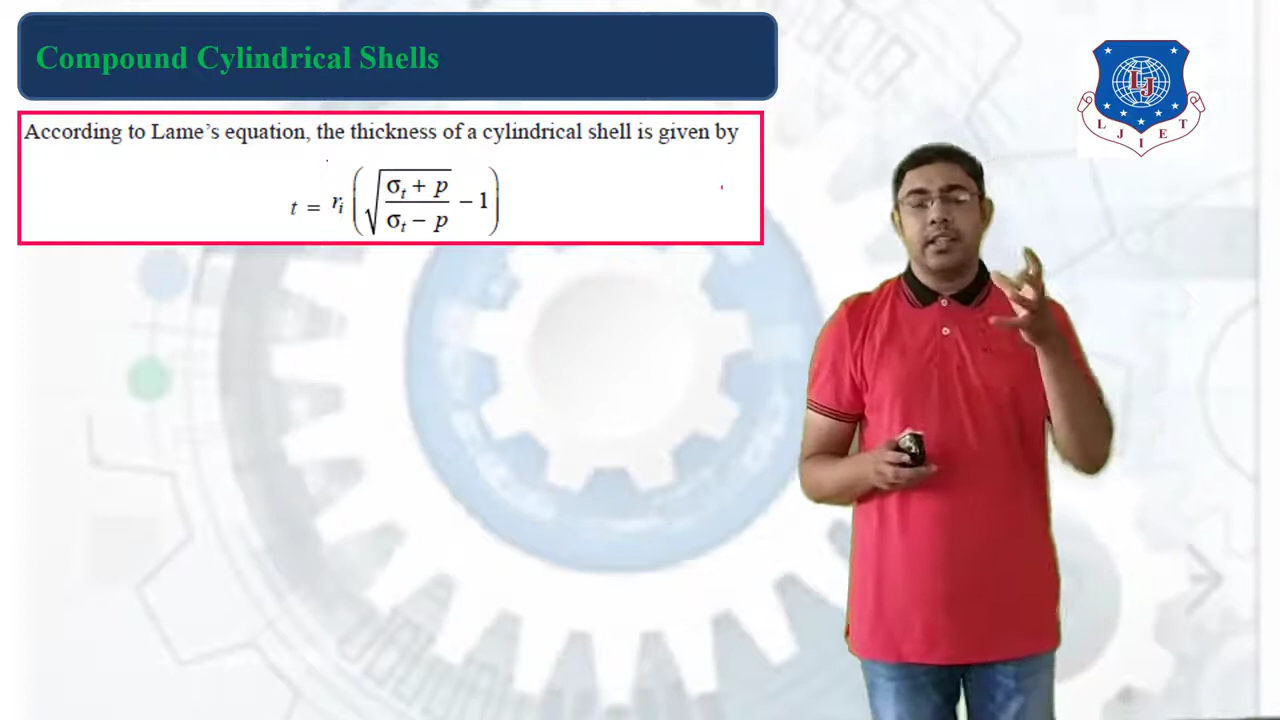 Compound Cylindrical Shells
According to Lame's equation, the thickness of a cylindrical shell is given by
t = rᵢ ( √((σₜ + p)/(σₜ − p)) − 1 )
LJ
L J I E T